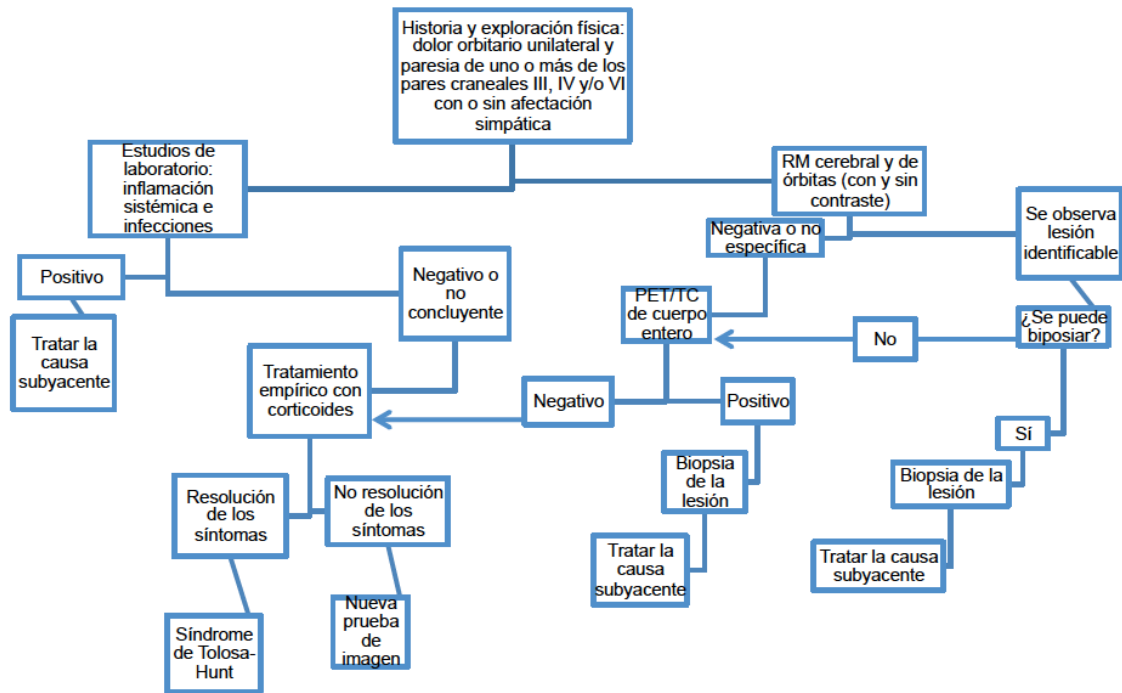 Historia y exploración física:
dolor orbitario unilateral y
paresia de uno o más de los
pares craneales III, IV y/o VI
con o sin afectación
simpática
Estudios de
laboratorio:
inflamación
sistémica e
infecciones
RM cerebral y de
órbitas (con y sin
contraste)
Se observa
lesión
identificable
Negativa o no
específica
Positivo
Negativo o
no
concluyente
PET/TC
de cuerpo
entero
No
¿Se puede
biposiar?
Tratar la
causa
subyacente
Tratamiento
empírico con
corticoides
Negativo
Positivo
Sí
Biopsia de la
lesión
Biopsia de la
lesión
Resolución
de los
síntomas
No resolución
de los
síntomas
Tratar la
causa
subyacente
Tratar la causa
subyacente
Síndrome
de Tolosa-
Hunt
Nueva
prueba de
imagen